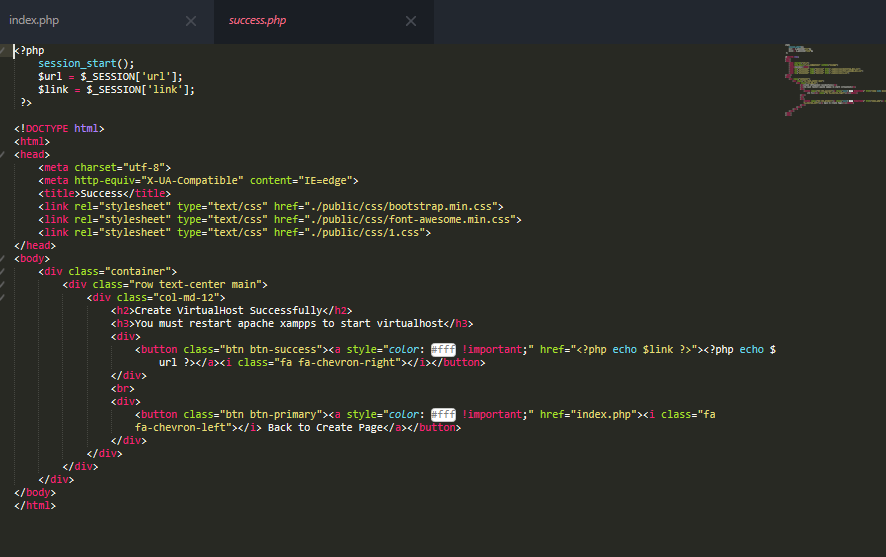 index.php
success.php
<?php
    session_start();
    $url = $_SESSION['url'];
    $link = $_SESSION['link'];
 ?>

<!DOCTYPE html>
<html>
<head>
    <meta charset="utf-8">
    <meta http-equiv="X-UA-Compatible" content="IE=edge">
    <title>Success</title>
    <link rel="stylesheet" type="text/css" href="./public/css/bootstrap.min.css">
    <link rel="stylesheet" type="text/css" href="./public/css/font-awesome.min.css">
    <link rel="stylesheet" type="text/css" href="./public/css/1.css">
</head>
<body>
    <div class="container">
        <div class="row text-center main">
            <div class="col-md-12">
                <h2>Create VirtualHost Successfully</h2>
                <h3>You must restart apache xampps to start virtualhost</h3>
                <div>
                    <button class="btn btn-success"><a style="color: #fff !important;" href="<?php echo $link ?>"><?php echo $
                        url ?></a><i class="fa fa-chevron-right"></i></button>
                </div>
                <br>
                <div>
                    <button class="btn btn-primary"><a style="color: #fff !important;" href="index.php"><i class="fa
                    fa-chevron-left"></i> Back to Create Page</a></button>
                </div>
            </div>
        </div>
    </div>
</body>
</html>